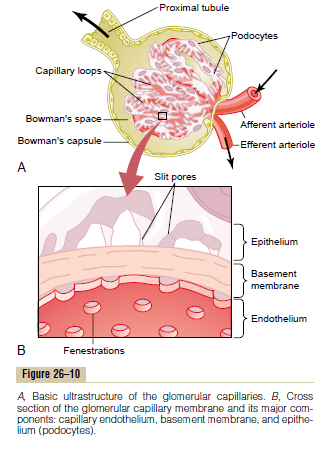 Proximal tubule
Podocytes
Capillary loops
Bowman's space
Afferent arteriole
Bowman's capsule
Efferent arteriole
A
Slit pores
Epithelium
Basement
membrane
Endothelium
B
Fenestrations
Figure 26–10
A, Basic ultrastructure of the glomerular capillaries. B, Cross
section of the glomerular capillary membrane and its major com-
ponents: capillary endothelium, basement membrane, and epithe-
lium (podocytes).